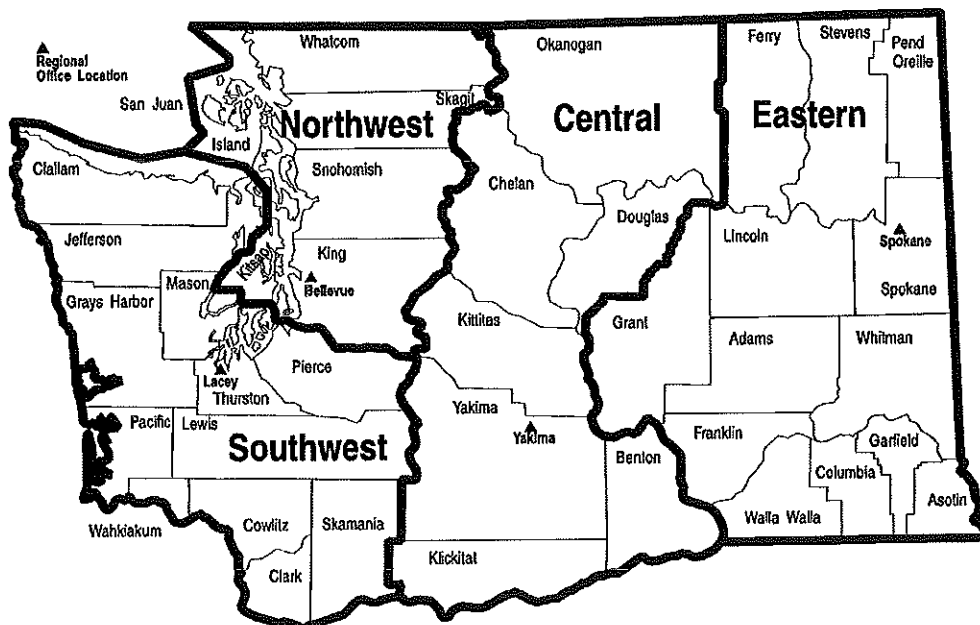 Whatcom
Okanogan
Ferry
Stevens
Pend
Oreille
Regional
Office Location
San Juan
Skagit
Northwest
Central
Eastern
Island
Clallam
Snohomish
Chelan
Douglas
Jefferson
King
Lincoln
Spokane
Kitsap
Mason
Bellevue
Grays Harbor
Spokane
Kittitas
Grant
Adams
Whitman
Pierce
Lacey
Thurston
Yakima
Pacific
Lewis
Yakima
Franklin
Garfield
Southwest
Benton
Columbia
Asotin
Wahkiakum
Cowlitz
Skamania
Walla Walla
Klickitat
Clark